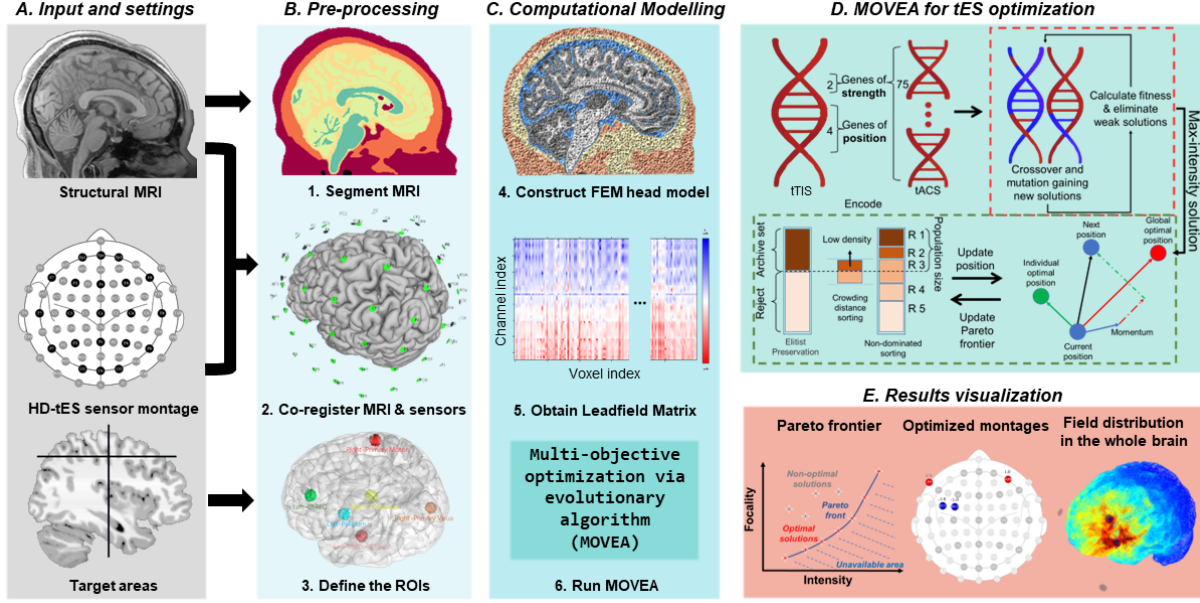 A. Input and settings
Structural MRI
HD-tES sensor montage
Target areas
B. Pre-processing
1. Segment MRI
2. Co-register MRI & sensors
3. Define the ROIs
C. Computational Modelling
4. Construct FEM head model
Channel index
...
Voxel index
5. Obtain Leadfield Matrix
Multi-objective
optimization via
evolutionary
algorithm
(MOVEA)
6. Run MOVEA
D. MOVEA for tES optimization
2
Genes of
strength
4
Genes of
position
75
tTIS
tACS
Encode
Calculate fitness
& eliminate
weak solutions
Crossover and
mutation gaining
new solutions
Max-intensity solution
Archive set
Reject
Elitist
Preservation
Low density
Crowding
distance
sorting
R 1
R 2
R 3
R 4
R 5
Population size
Non-dominated
sorting
Update
position
Update
Pareto
frontier
Next
position
Global
optimal
position
Individual
optimal
position
Momentum
Current
position
E. Results visualization
Pareto frontier
Focality
Non-optimal
solutions
Pareto
front
Optimal
solutions
Unavailable area
Intensity
Optimized montages
Field distribution
in the whole brain